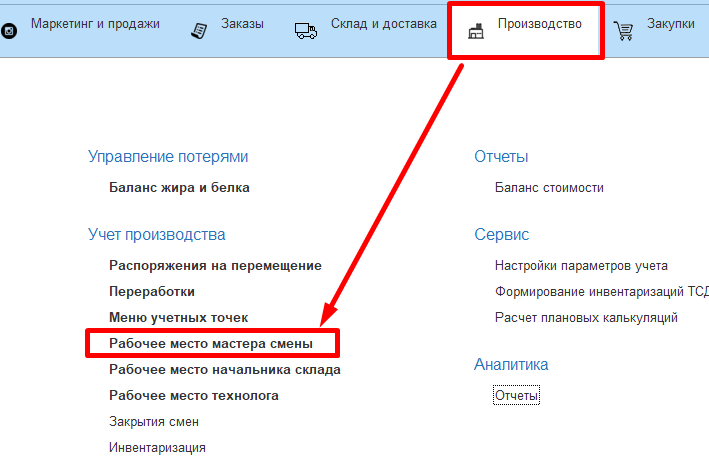 Маркетинг и продажи
Заказы
Склад и доставка
Производство
Закупки
Управление потерями
Баланс жира и белка
Учет производства
Распоряжения на перемещение
Переработки
Меню учетных точек
Рабочее место мастера смены
Рабочее место начальника склада
Рабочее место технолога
Закрытия смен
Инвентаризация
Отчеты
Баланс стоимости
Сервис
Настройки параметров учета
Формирование инвентаризаций ТСД
Расчет плановых калькуляций
Аналитика
Отчеты